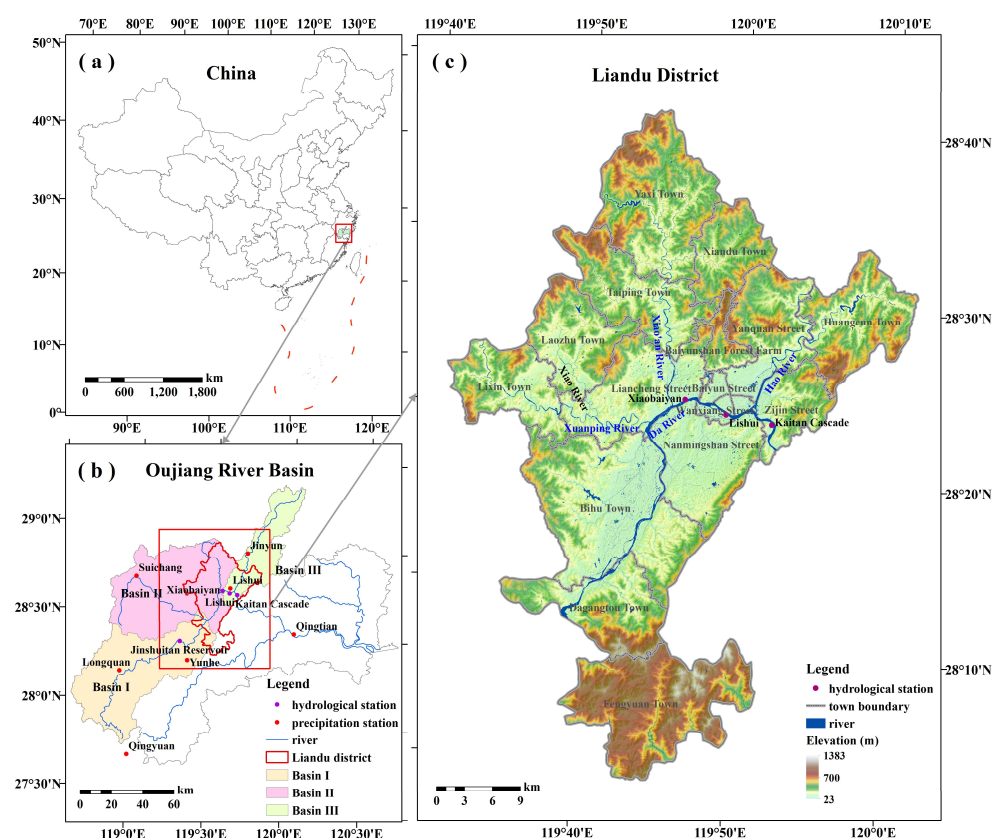 70°E 80°E 90°E 100°E 110°E 120°E 130°E
50°N
40°N
30°N
20°N
10°N
0°
( a )
China
km
0 600 1,200 1,800
90°E 100°E 110°E 120°E
( b )
Oujiang River Basin
29°0'N
28°30'N
28°0'N
27°30'N
Jinyun
Suichang
Basin III
Lishui
Xiaobaiyan
Basin II
Lishui
Kaitan Cascade
Qingtian
Jinshuitan Reservoir
Longquan
Yunhe
Basin I
Qingyuan
Legend
hydrological station
precipitation station
river
Liandu district
Basin I
Basin II
Basin III
km
0 20 40 60
119°0'E 119°30'E 120°0'E 120°30'E
119°40'E 119°50'E 120°0'E 120°10'E
( c )
Liandu District
28°40'N
28°30'N
28°20'N
28°10'N
Yaxi Town
Xiandu Town
Taiping Town
Yanquan Street
Huangcun Town
Laozhu Town
Xiao'an River
Baiyunshan Forest Farm
Hao River
Lixin Town
Xiao River
Liancheng Street
Baiyun Street
Xiaobaiyan
Wanxiang Street
Zijin Street
Lishui
Kaitan Cascade
Xuanping River
Da River
Nanmingshan Street
Bihu Town
Dagangtou Town
Fengyuan Town
Legend
hydrological station
town boundary
river
Elevation (m)
1383
700
23
km
0 3 6 9
119°40'E 119°50'E 120°0'E